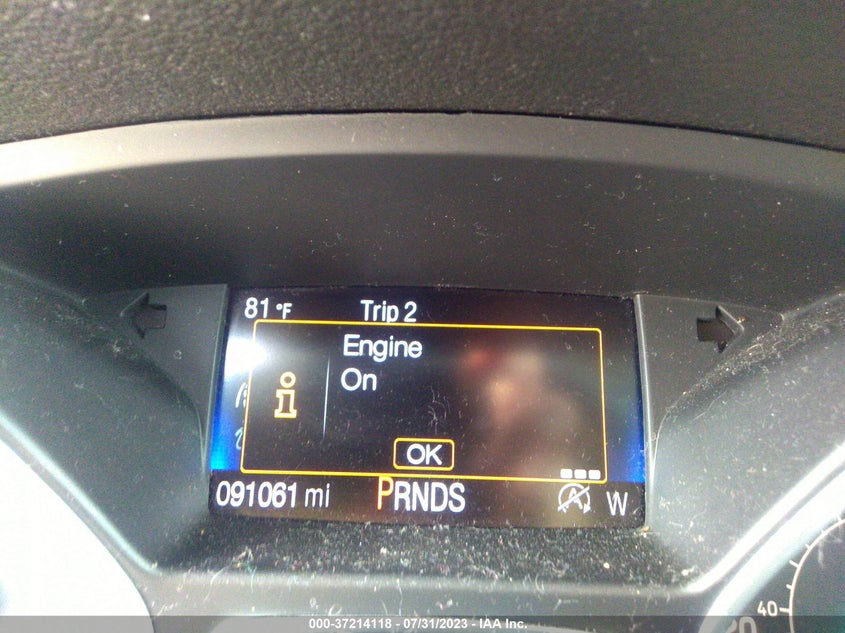 81 °F Trip 2
Engine
On
OK
091061 mi PRNDS W
40
000-37214118 - 07/31/2023 - IAA Inc.